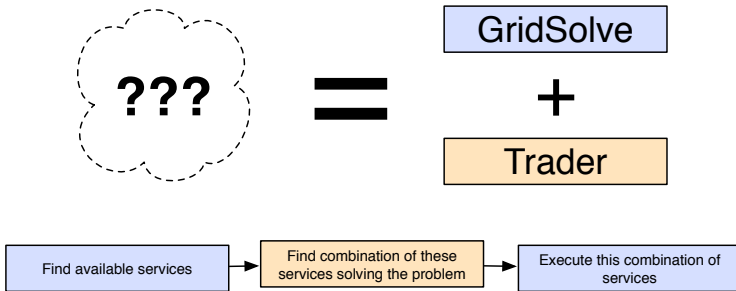 ???
=
GridSolve
+
Trader
Find available services
Find combination of these
services solving the problem
Execute this combination of
services